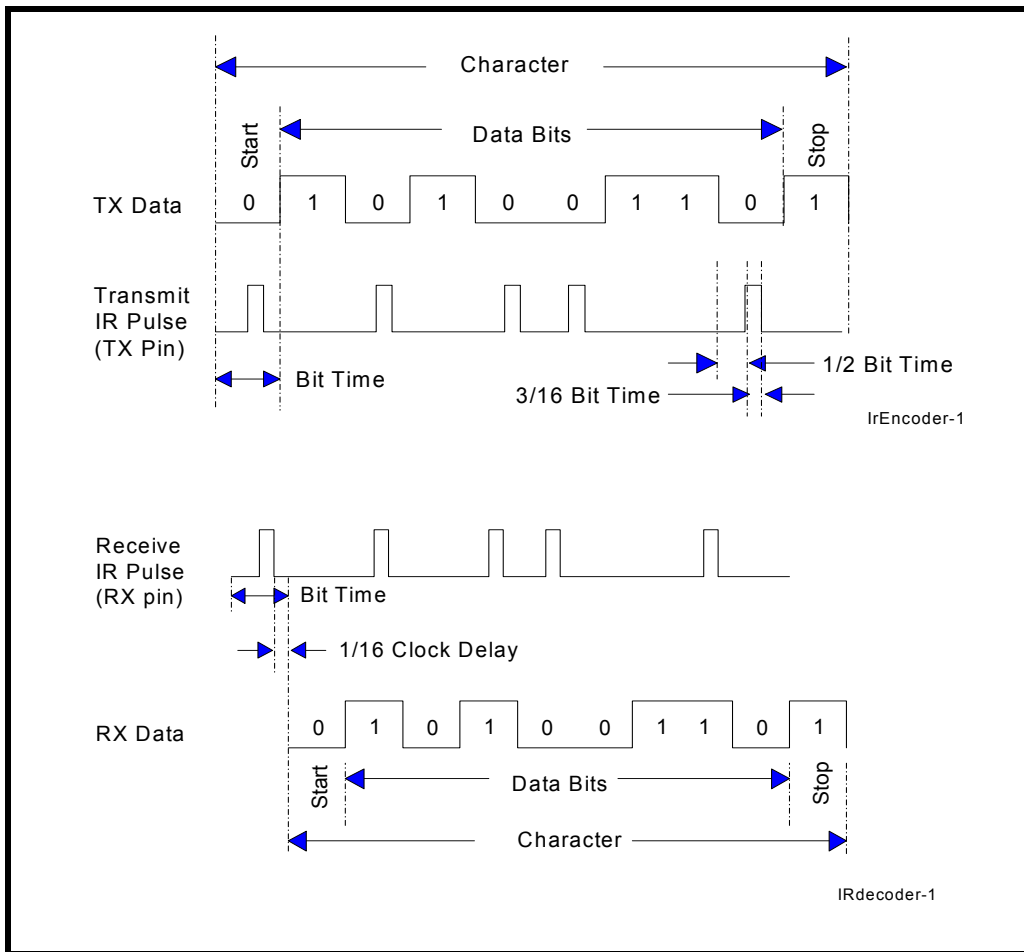 Character
Start
Data Bits
Stop
TX Data
0 1 0 1 0 0 1 1 0 1
Transmit
IR Pulse
(TX Pin)
Bit Time
1/2 Bit Time
3/16 Bit Time
IrEncoder-1
Receive
IR Pulse
(RX pin)
Bit Time
1/16 Clock Delay
RX Data
0 1 0 1 0 0 1 1 0 1
Start
Data Bits
Stop
Character
IRdecoder-1